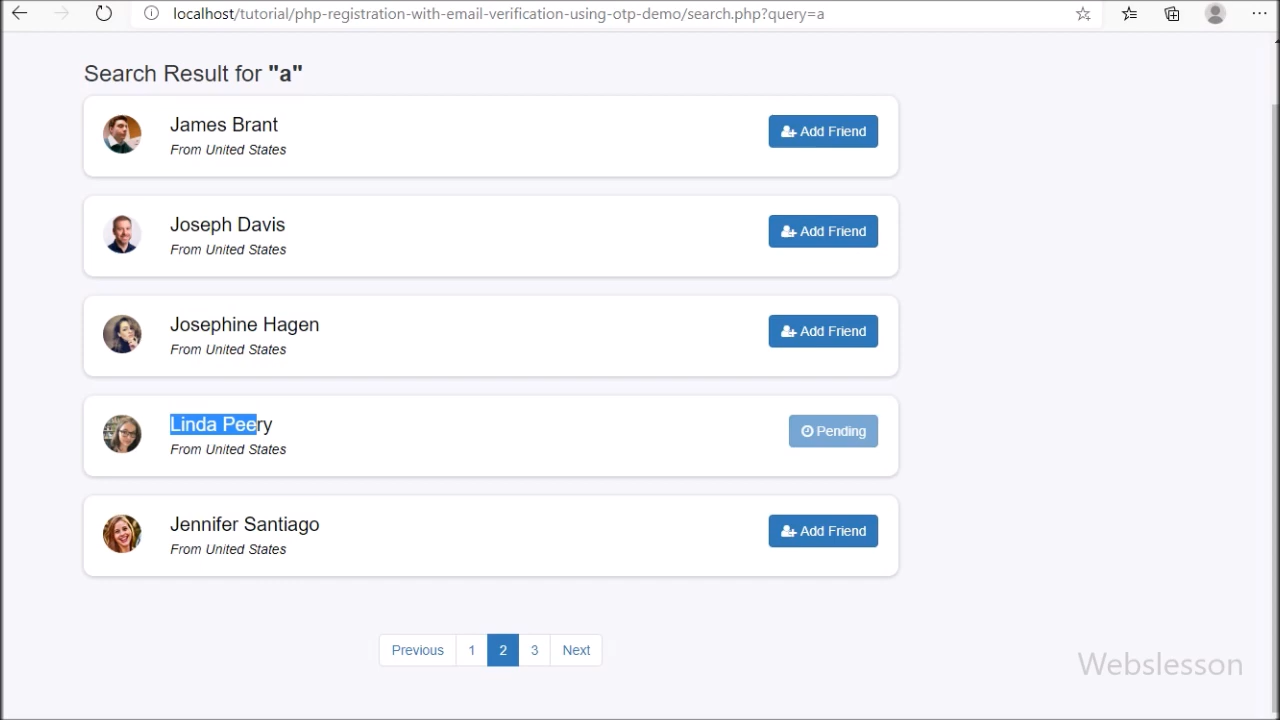 localhost/tutorial/php-registration-with-email-verification-using-otp-demo/search.php?query=a
Search Result for "a"
James Brant
From United States
Add Friend
Joseph Davis
From United States
Add Friend
Josephine Hagen
From United States
Add Friend
Linda Peery
From United States
Pending
Jennifer Santiago
From United States
Add Friend
Previous 1 2 3 Next
Webslesson